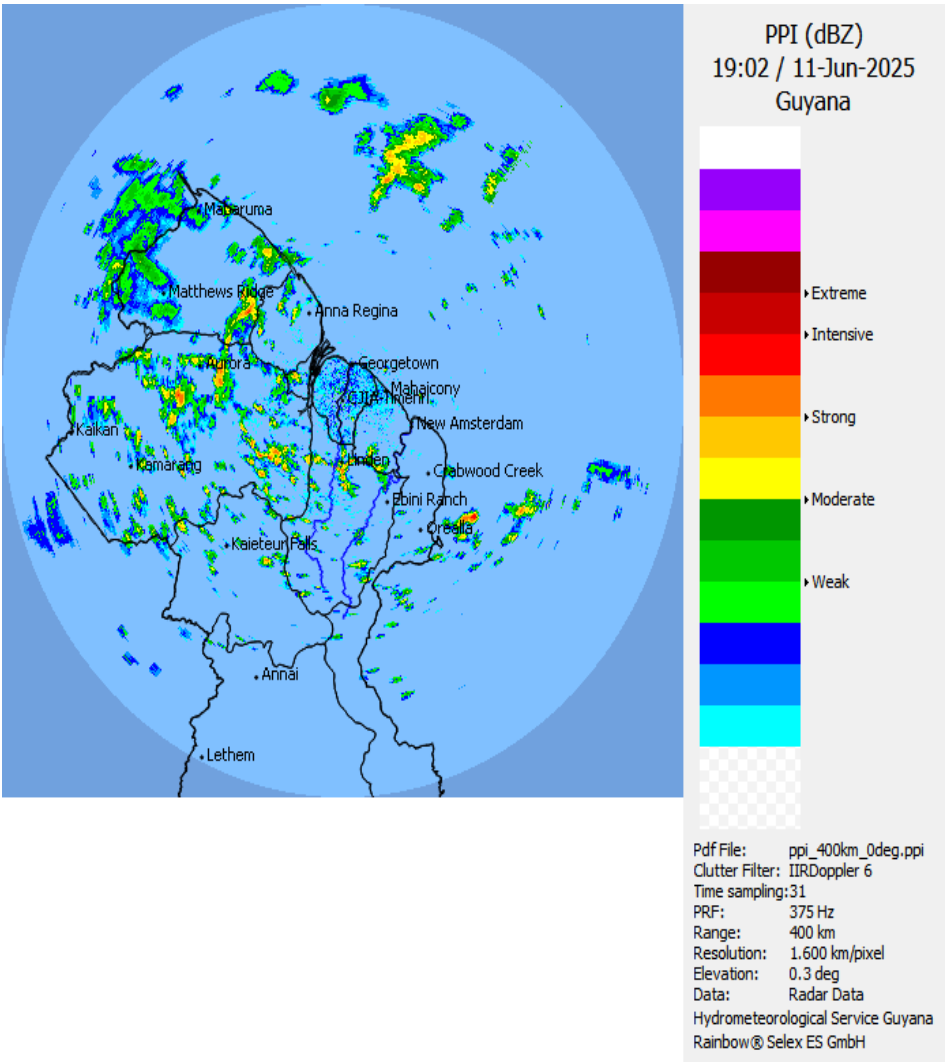 PPI (dBZ)
19:02 / 11-Jun-2025
Guyana
Mabaruma
Matthews Ridge
Anna Regina
Aurora
Georgetown
Mahaicony
CJIA-Timehri
New Amsterdam
Kaikan
Kamarang
Linden
Crabwood Creek
Ebini Ranch
Orealla
Kaieteur Falls
Annai
Lethem
Extreme
Intensive
Strong
Moderate
Weak
Pdf File: ppi_400km_0deg.ppi
Clutter Filter: IIRDoppler 6
Time sampling:31
PRF: 375 Hz
Range: 400 km
Resolution: 1.600 km/pixel
Elevation: 0.3 deg
Data: Radar Data
Hydrometeorological Service Guyana
Rainbow® Selex ES GmbH